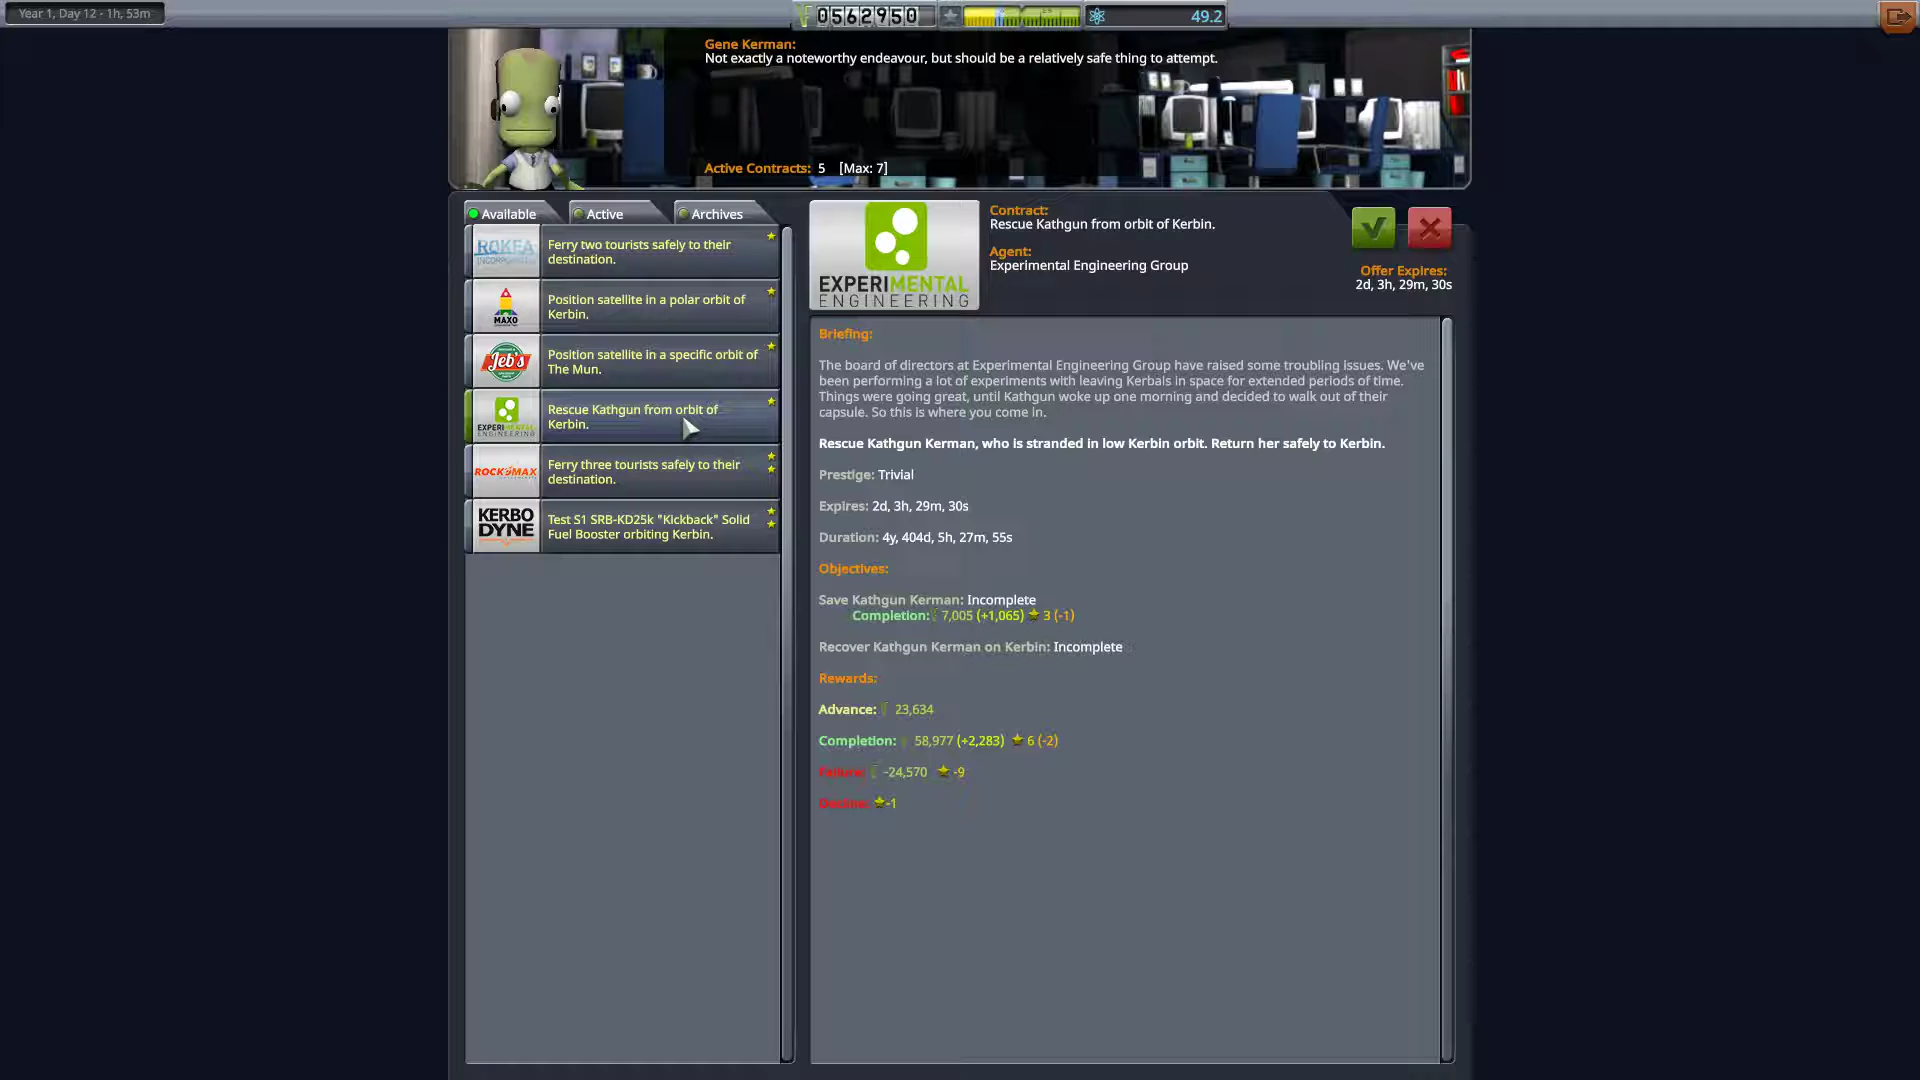 Year 1, Day 12 - 1h, 53m
0562950
49.2
Gene Kerman:
Not exactly a noteworthy endeavour, but should be a relatively safe thing to attempt.
Active Contracts: 5 [Max: 7]
Available
Active
Archives
ROKEA
INCORPORATED
Ferry two tourists safely to their
destination.
MAXO
Position satellite in a polar orbit of
Kerbin.
Jeb's
Position satellite in a specific orbit of
The Mun.
EXPERIMENTAL
ENGINEERING
Rescue Kathgun from orbit of
Kerbin.
ROCKOMAX
Ferry three tourists safely to their
destination.
KERBO
DYNE
Test S1 SRB-KD25k "Kickback" Solid
Fuel Booster orbiting Kerbin.
EXPERIMENTAL
ENGINEERING
Contract:
Rescue Kathgun from orbit of Kerbin.
Agent:
Experimental Engineering Group
Offer Expires:
2d, 3h, 29m, 30s
Briefing:
The board of directors at Experimental Engineering Group have raised some troubling issues. We've
been performing a lot of experiments with leaving Kerbals in space for extended periods of time.
Things were going great, until Kathgun woke up one morning and decided to walk out of their
capsule. So this is where you come in.
Rescue Kathgun Kerman, who is stranded in low Kerbin orbit. Return her safely to Kerbin.
Prestige: Trivial
Expires: 2d, 3h, 29m, 30s
Duration: 4y, 404d, 5h, 27m, 55s
Objectives:
Save Kathgun Kerman: Incomplete
Completion: 7,005 (+1,065) 3 (-1)
Recover Kathgun Kerman on Kerbin: Incomplete
Rewards:
Advance: 23,634
Completion: 58,977 (+2,283) 6 (-2)
Failure: -24,570 -9
Decline: -1